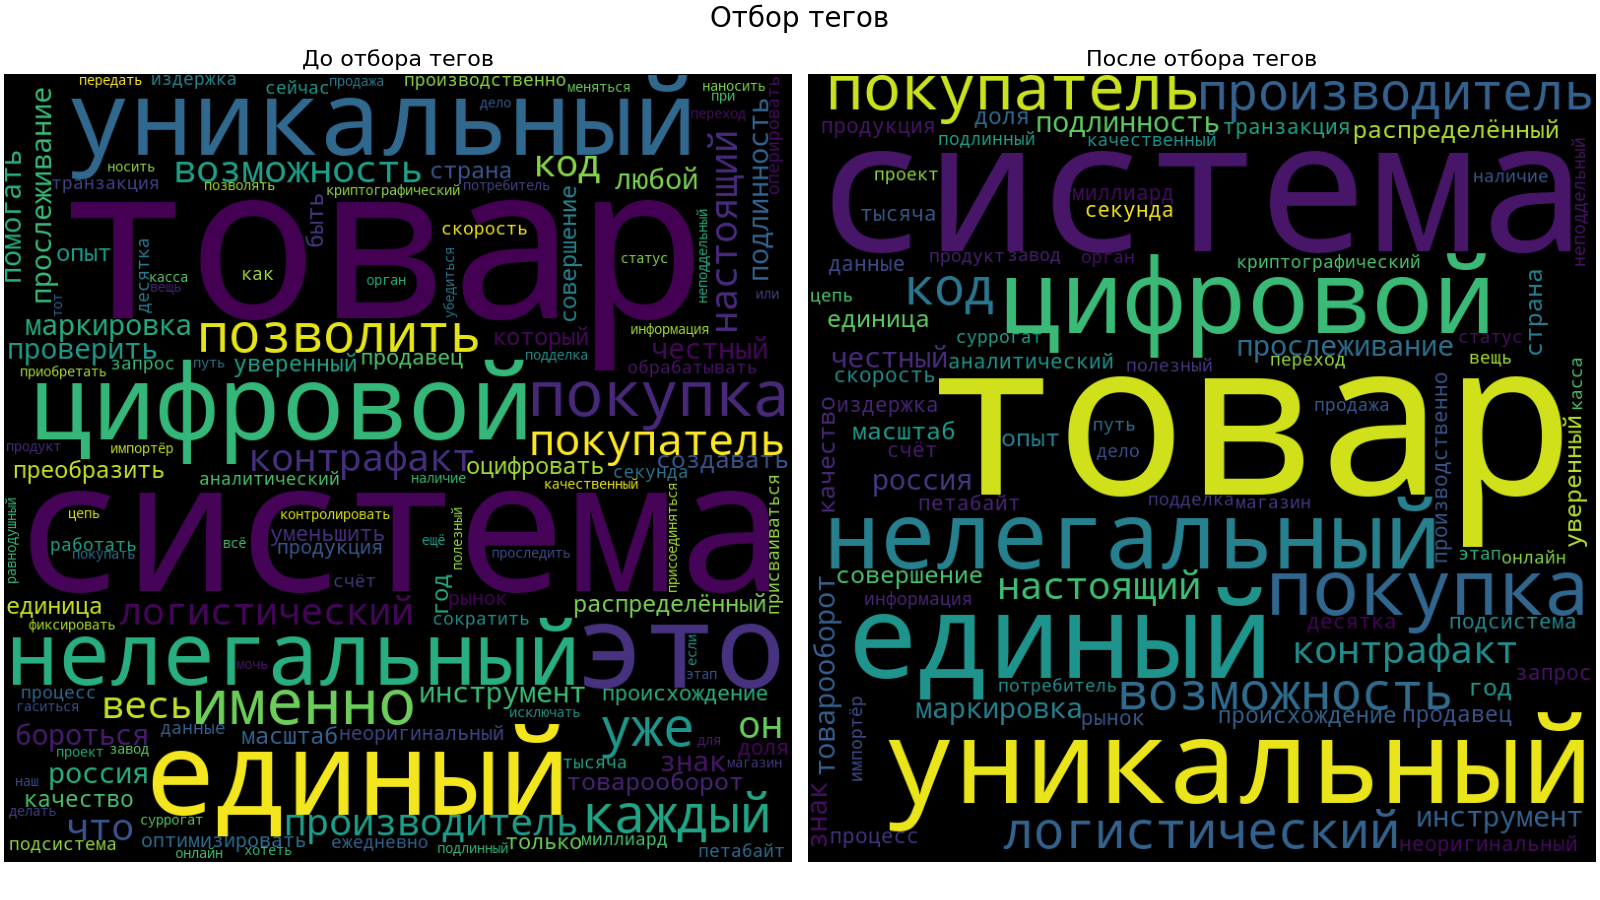 Отбор тегов
До отбора тегов
передать издержка сейчас продажа производственно меняться наносить
при
уникальный дело переход
помогать прослеживание настоящий подлинность оперировать
носить возможность страна код любой
транзакция позволять криптографический потребитель
товар
быть скорость совершение
опыт десятка касса вещь как орган убедиться статус неподдельный
тот или
маркировка позволить который информация
проверить запрос путь уверенный продавец подделка честный
приобретать обрабатывать
цифровой покупка
покупатель
продукт импортёр контрафакт оцифровать создавать
преобразить аналитический наличие секунда
качественный
система
равнодушный цепь контролировать присоединяться присваиваться
работать уменьшить всё ещё полезный
покупать продукция проследить
счёт
единица логистический год рынок распределённый
фиксировать сократить
нелегальный это
мочь если этап
процесс весь именно инструмент происхождение
гаситься исключать
бороться данные масштаб неоригинальный уже он
проект завод для доля
россия знак магазин
наш единый тысяча товарооборот
качество каждый
делать что суррогат производитель
подсистема оптимизировать ежедневно только миллиард
онлайн хотеть подлинный петабайт
После отбора тегов
покупатель производитель
продукция доля подлинность транзакция распределённый
подлинный качественный
система
проект миллиард наличие неподдельный
тысяча секунда
данные продукт завод орган криптографический
цепь код цифровой страна
единица суррогат статус
честный аналитический полезный прослеживание вещь
скорость переход касса
товар
качество издержка продажа
масштаб опыт путь производственно уверенный
счёт дело
россия
петабайт подделка магазин
нелегальный
этап онлайн
совершение настоящий покупка
товарооборот информация
единый десятка подсистема
контрафакт
потребитель запрос
маркировка возможность год
рынок происхождение продавец
импортёр
уникальный
знак процесс логистический инструмент
неоригинальный